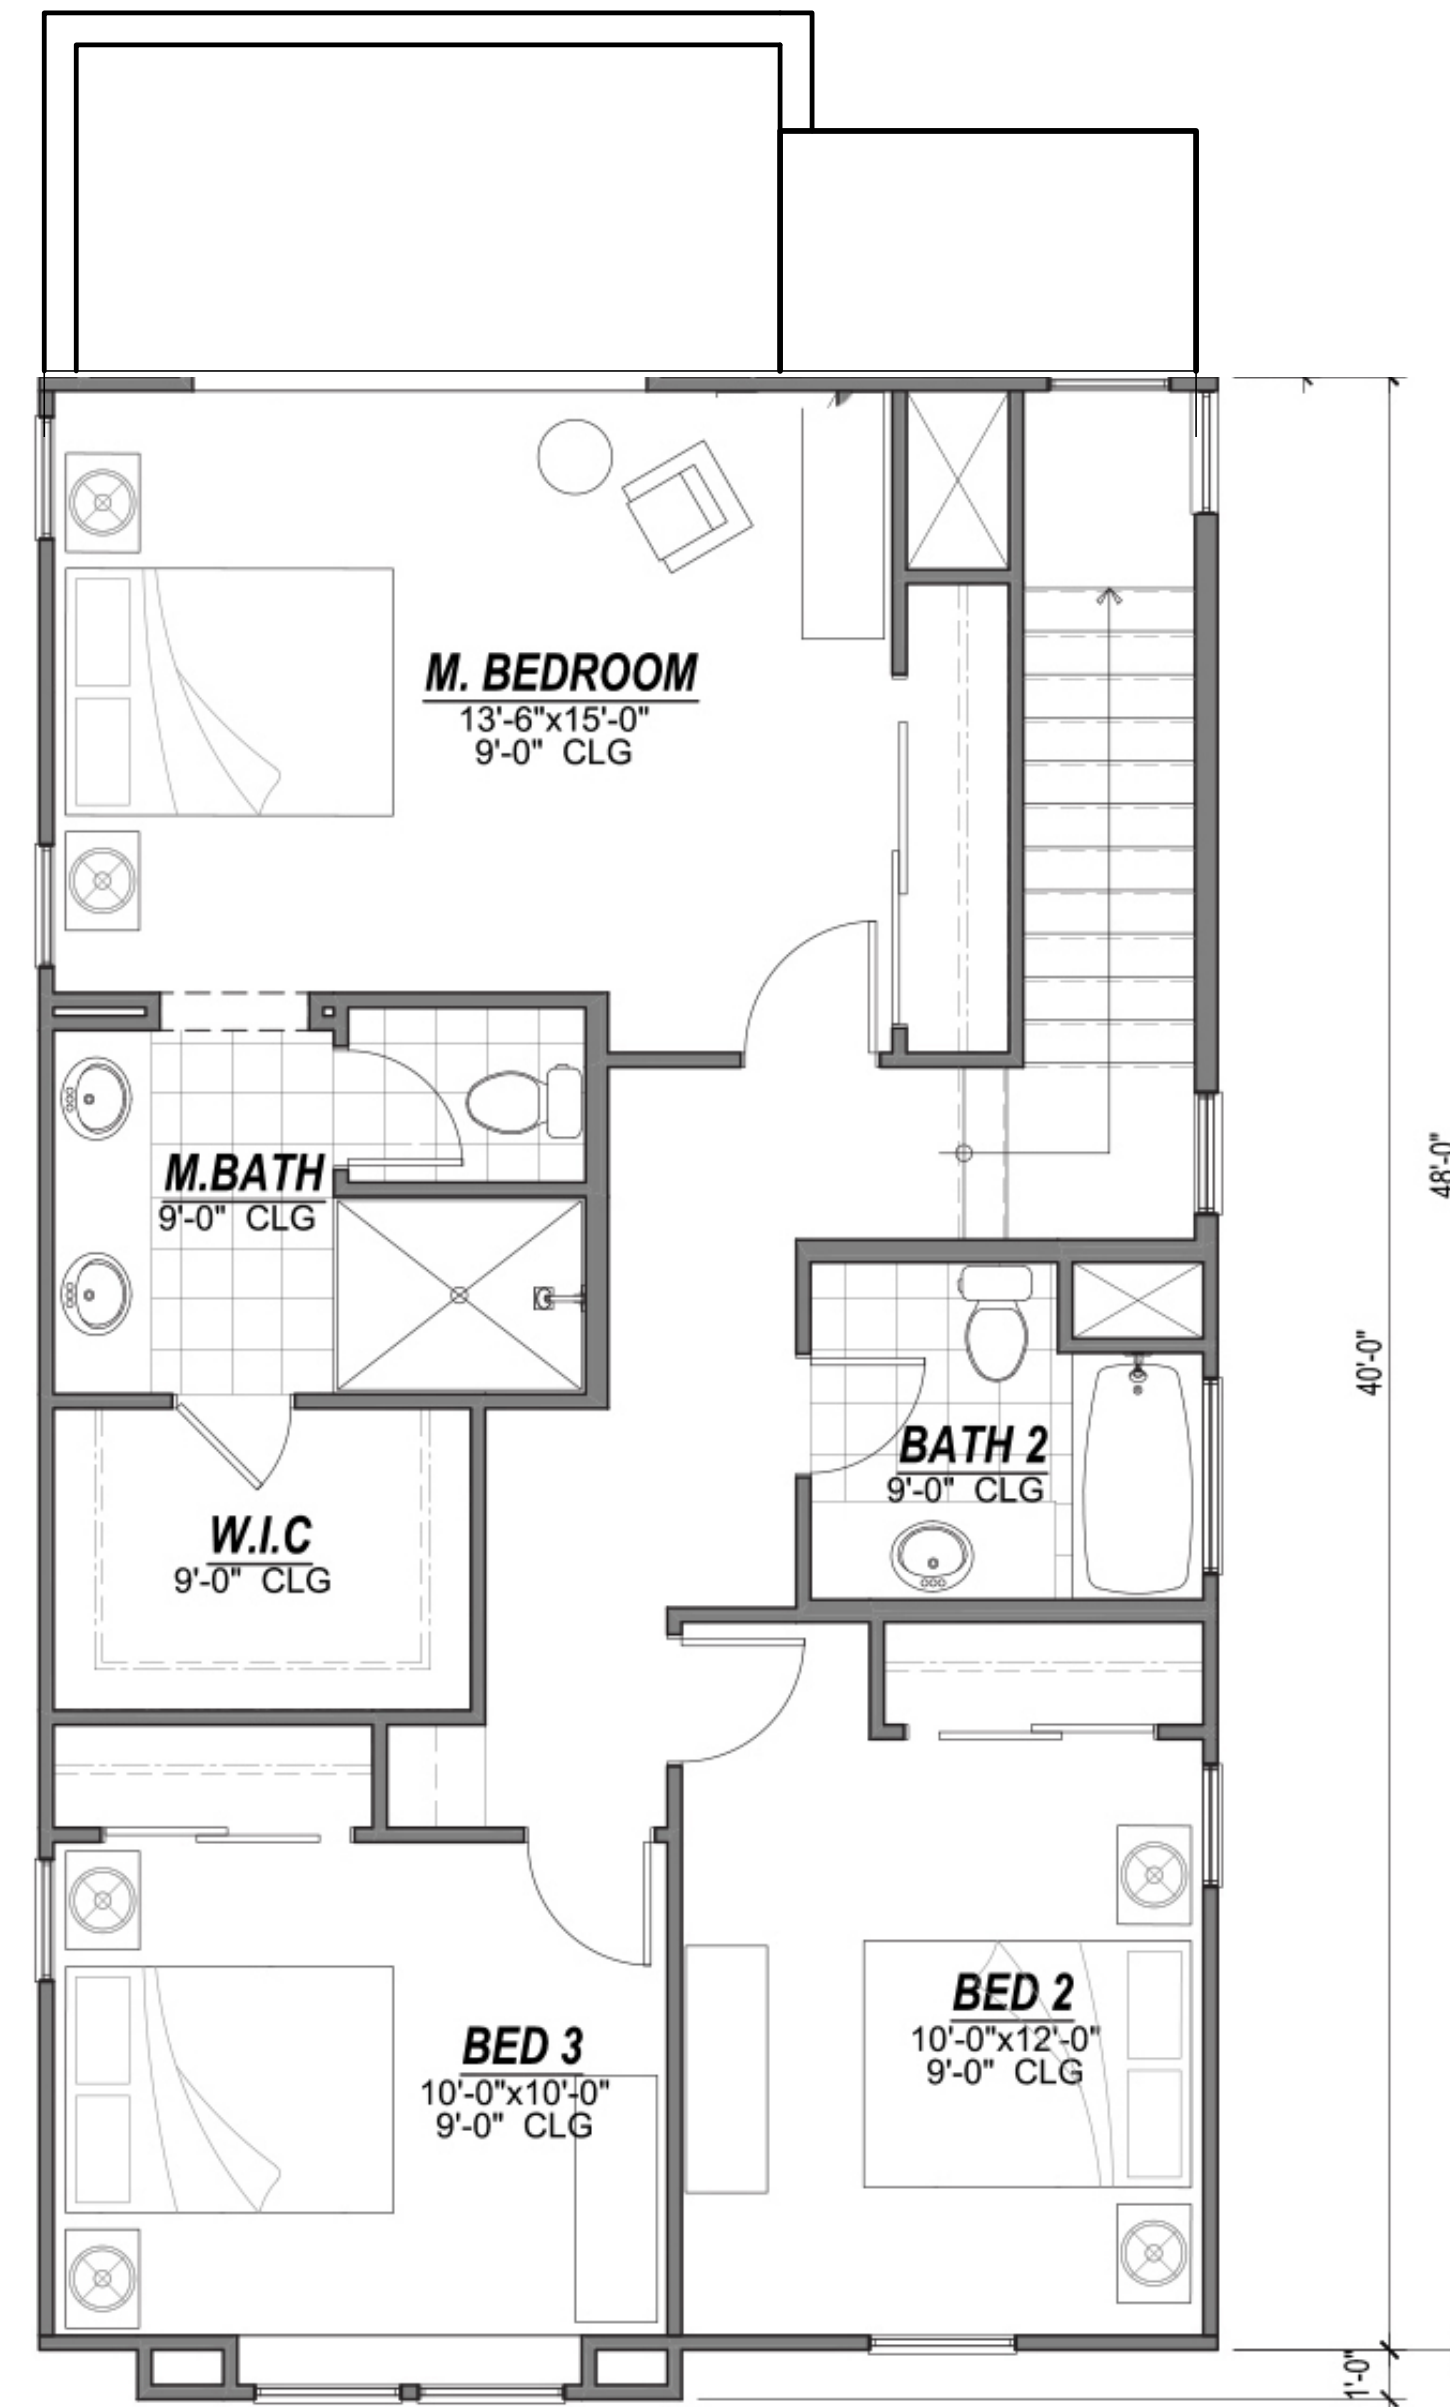 M. BEDROOM
13'-6"x15'-0"
9'-0" CLG
M.BATH
9'-0" CLG
48'-0"
40'-0"
BATH 2
9'-0" CLG
W.I.C
9'-0" CLG
BED 2
10'-0"x12'-0"
9'-0" CLG
BED 3
10'-0"x10'-0"
9'-0" CLG
1'-0"